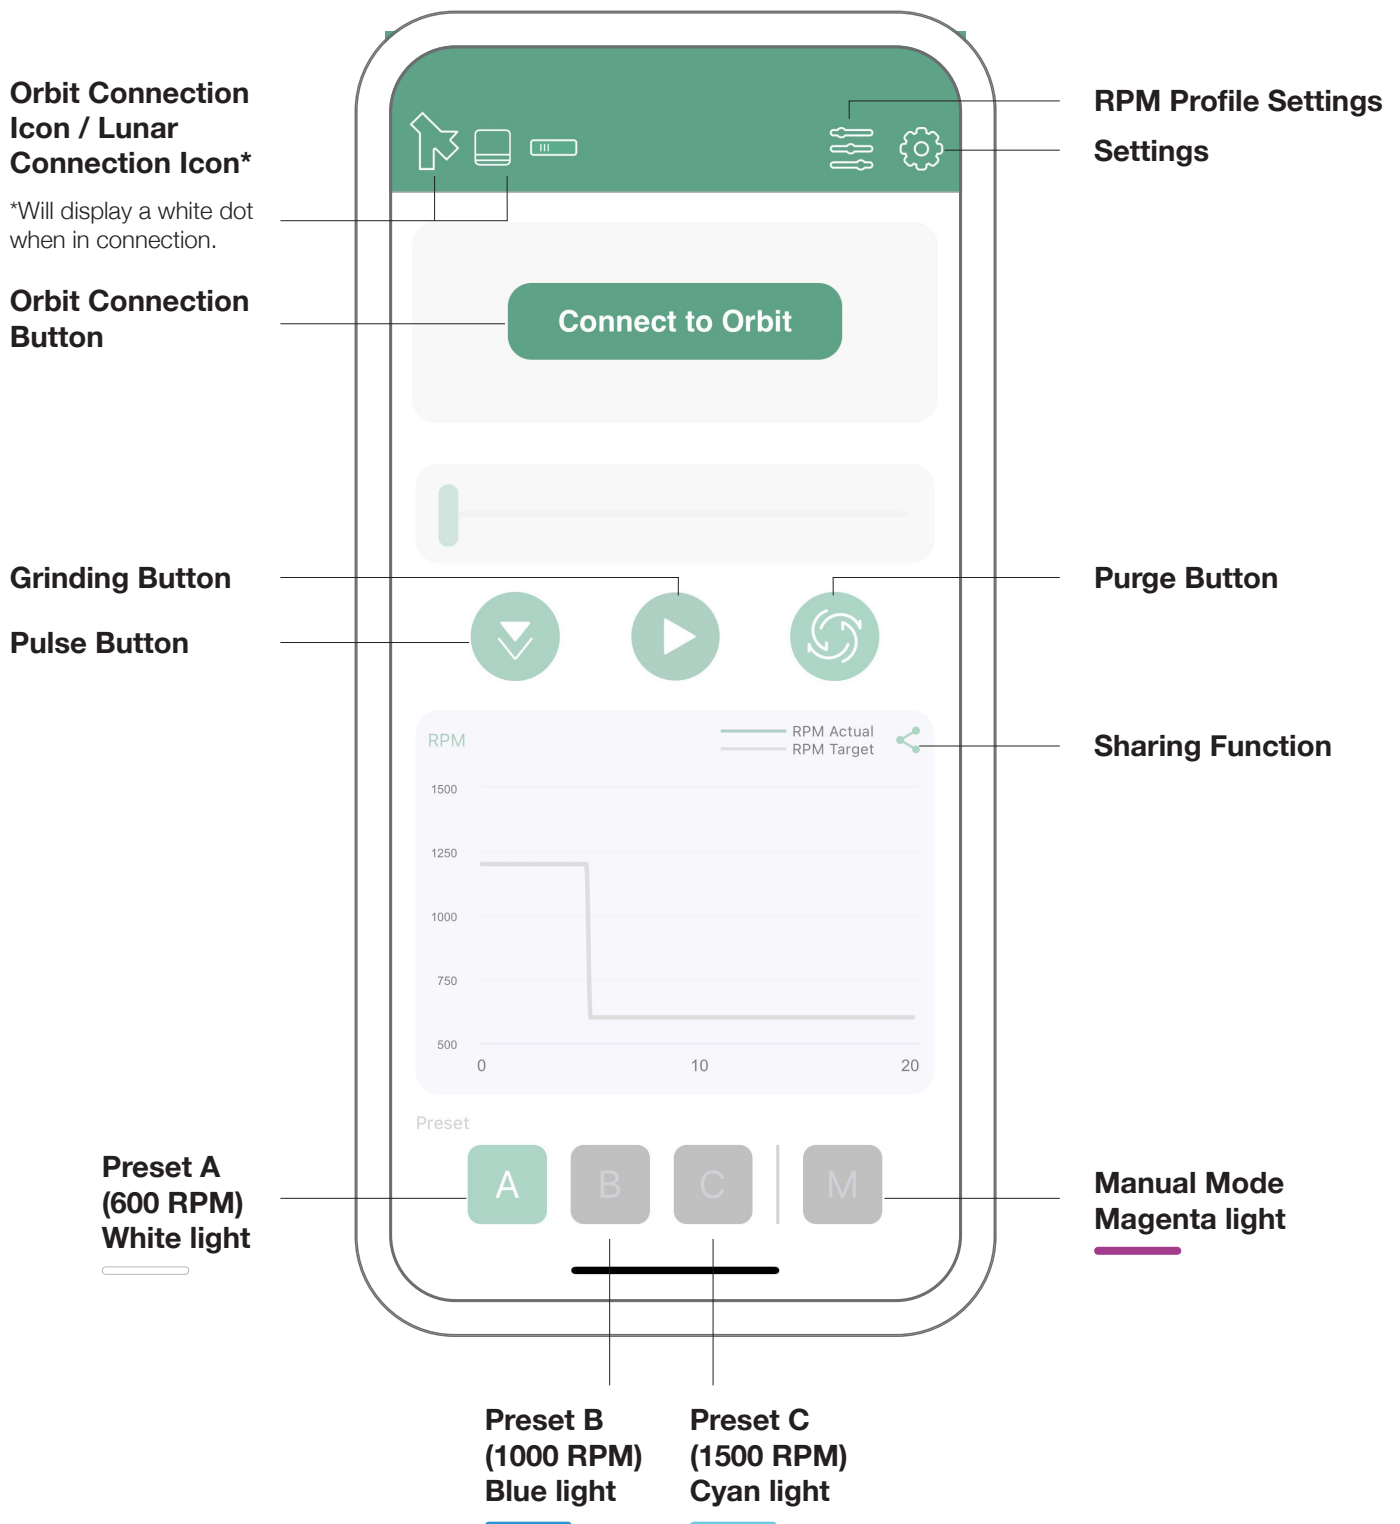 Orbit Connection
Icon / Lunar
Connection Icon*
*Will display a white dot
when in connection.
Orbit Connection
Button
Grinding Button
Pulse Button
RPM Profile Settings
Settings
Connect to Orbit
Purge Button
Sharing Function
RPM
RPM Actual
RPM Target
1500
1250
1000
750
500
0
10
20
Preset
A
B
C
M
Preset A
(600 RPM)
White light
Manual Mode
Magenta light
Preset B
(1000 RPM)
Blue light
Preset C
(1500 RPM)
Cyan light